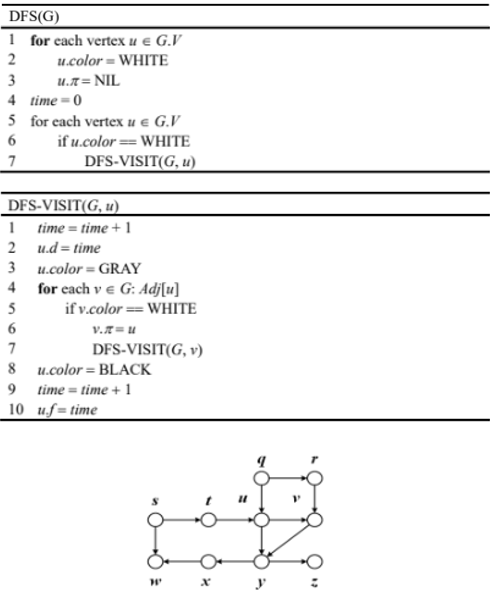 DFS(G)
1 for each vertex u ∈ G.V
2 u.color = WHITE
3 u.π = NIL
4 time = 0
5 for each vertex u ∈ G.V
6 if u.color == WHITE
7 DFS-VISIT(G, u)
DFS-VISIT(G, u)
1 time = time + 1
2 u.d = time
3 u.color = GRAY
4 for each v ∈ G: Adj[u]
5 if v.color == WHITE
6 v.π = u
7 DFS-VISIT(G, v)
8 u.color = BLACK
9 time = time + 1
10 u.f = time
q r
s t u v
w x y z